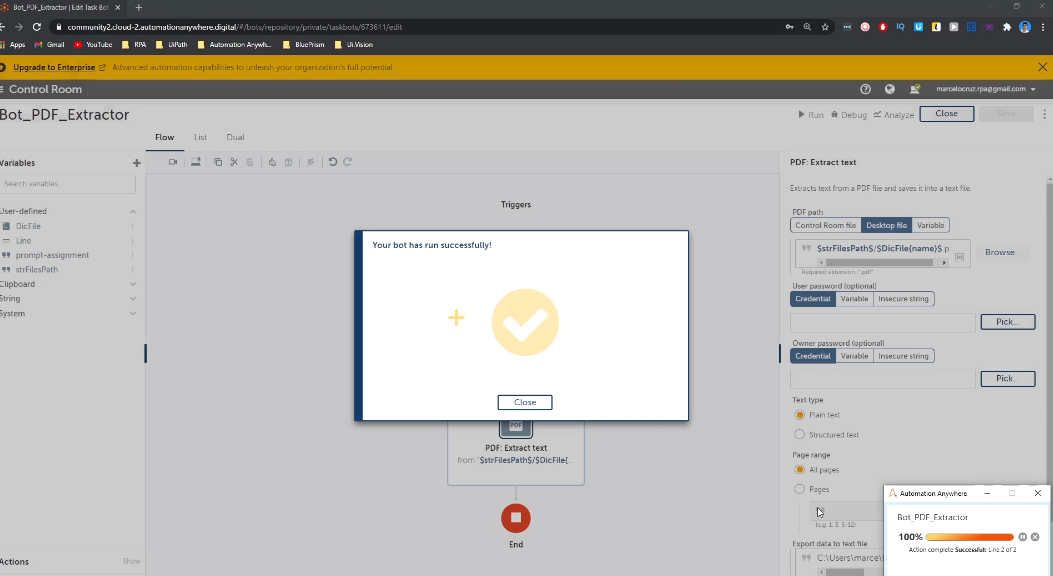 Bot_PDF_Extractor | Edit Task Bot
community2.cloud-2.automationanywhere.digital/#/bots/repository/private/taskbots/673611/edit
Apps Gmail YouTube RPA UiPath Automation Anywh... BluePrism Ui.Vision
Upgrade to Enterprise Advanced automation capabilities to unleash your organization's full potential
Control Room marcelocruz.rpa@gmail.com
Bot_PDF_Extractor Run Debug Analyze Close Save
Flow List Dual
Variables
Search variables
User-defined
DicFile
Line
prompt-assignment
strFilesPath
Clipboard
String
System
Actions Show
Triggers
Your bot has run successfully!
Close
PDF
PDF: Extract text
from "$strFilesPath$/$DicFile{...
End
PDF: Extract text
Extracts text from a PDF file and saves it into a text file.
PDF path
Control Room file Desktop file Variable
$strFilesPath$/$DicFile{name}$.p
Browse...
Required extension: ".pdf"
User password (optional)
Credential Variable Insecure string
Pick...
Owner password (optional)
Credential Variable Insecure string
Pick...
Text type
Plain text
Structured text
Page range
All pages
Pages
(e.g. 1, 3, 5-12)
Export data to text file
C:\Users\marce\
Automation Anywhere
Bot_PDF_Extractor
100%
Action complete Successful: Line 2 of 2